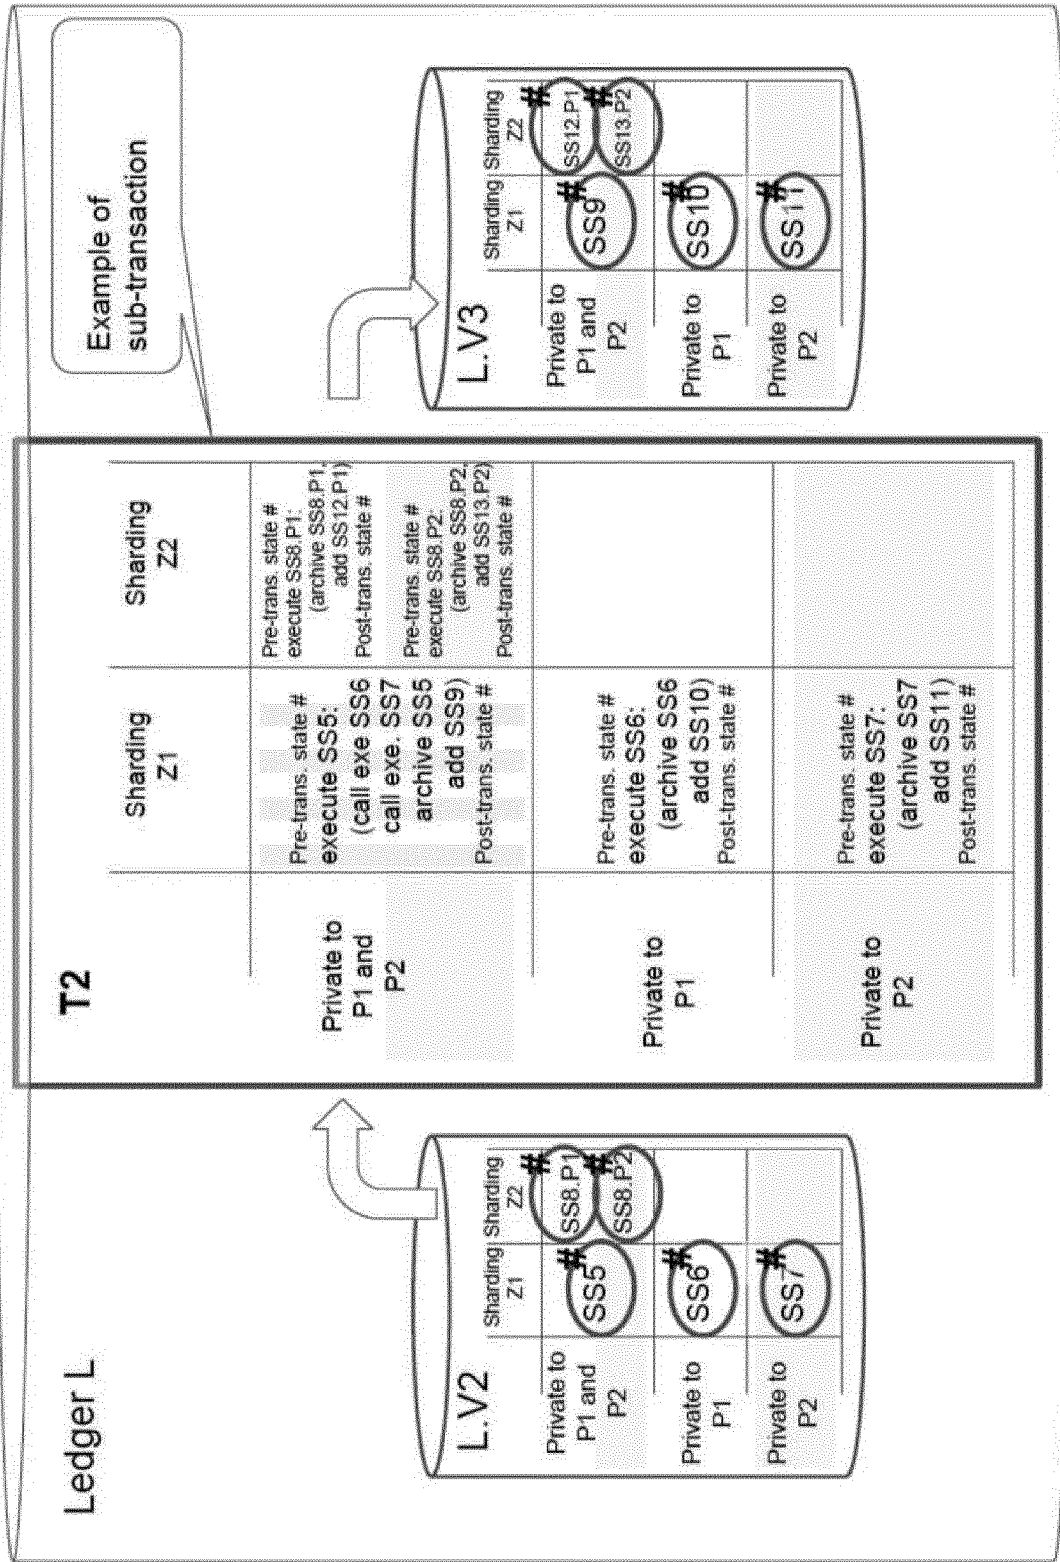 Ledger L
L.V2
Sharding
Z1
Sharding
Z2
Private to
P1 and
P2
#
SS5
#
SS8.P1
#
SS8.P2
Private to
P1
#
SS6
Private to
P2
#
SS7
T2
Sharding
Z1
Sharding
Z2
Private to
P1 and
P2
Pre-trans. state #
execute SS5:
(call exe SS6
call exe. SS7
archive SS5
add SS9)
Post-trans. state #
Pre-trans. state #
execute SS8.P1:
(archive SS8.P1,
add SS12.P1)
Post-trans. state #
Pre-trans. state #
execute SS8.P2:
(archive SS8.P2,
add SS13.P2)
Post-trans. state #
Private to
P1
Pre-trans. state #
execute SS6:
(archive SS6
add SS10)
Post-trans. state #
Private to
P2
Pre-trans. state #
execute SS7:
(archive SS7
add SS11)
Post-trans. state #
Example of
sub-transaction
L.V3
Sharding
Z1
Sharding
Z2
Private to
P1 and
P2
#
SS9
#
SS12.P1
#
SS13.P2
Private to
P1
#
SS10
Private to
P2
#
SS11